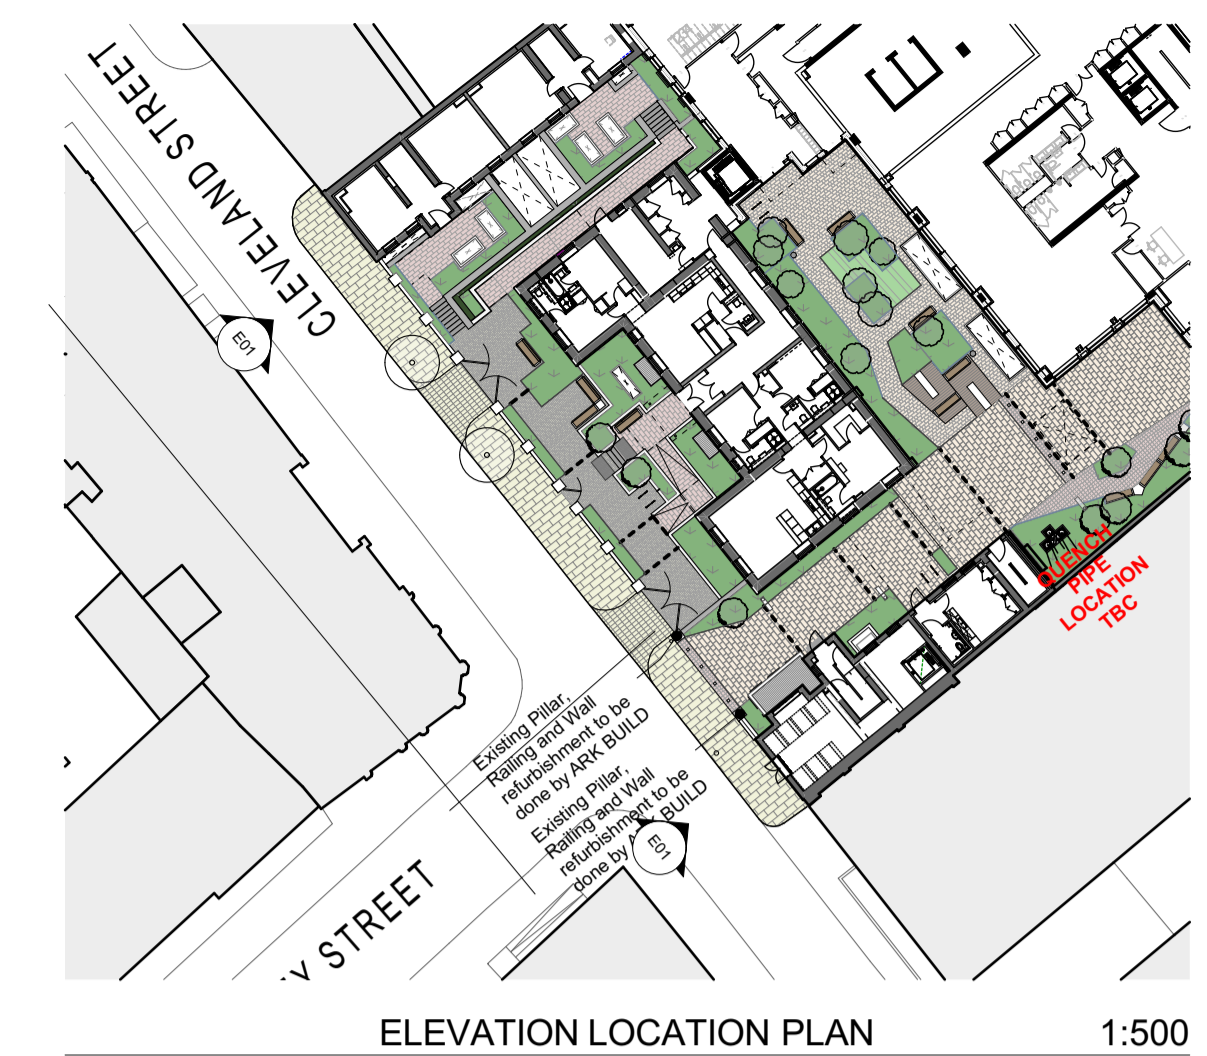 CLEVELAND STREET
E01
QUENCH
PIPE
LOCATION
TBC
Existing Pillar,
Railing and Wall
refurbishment to be
done by ARK BUILD
Existing Pillar,
Railing and Wall
refurbishment to be
done by ARK BUILD
E01
STREET
ELEVATION LOCATION PLAN
1:500